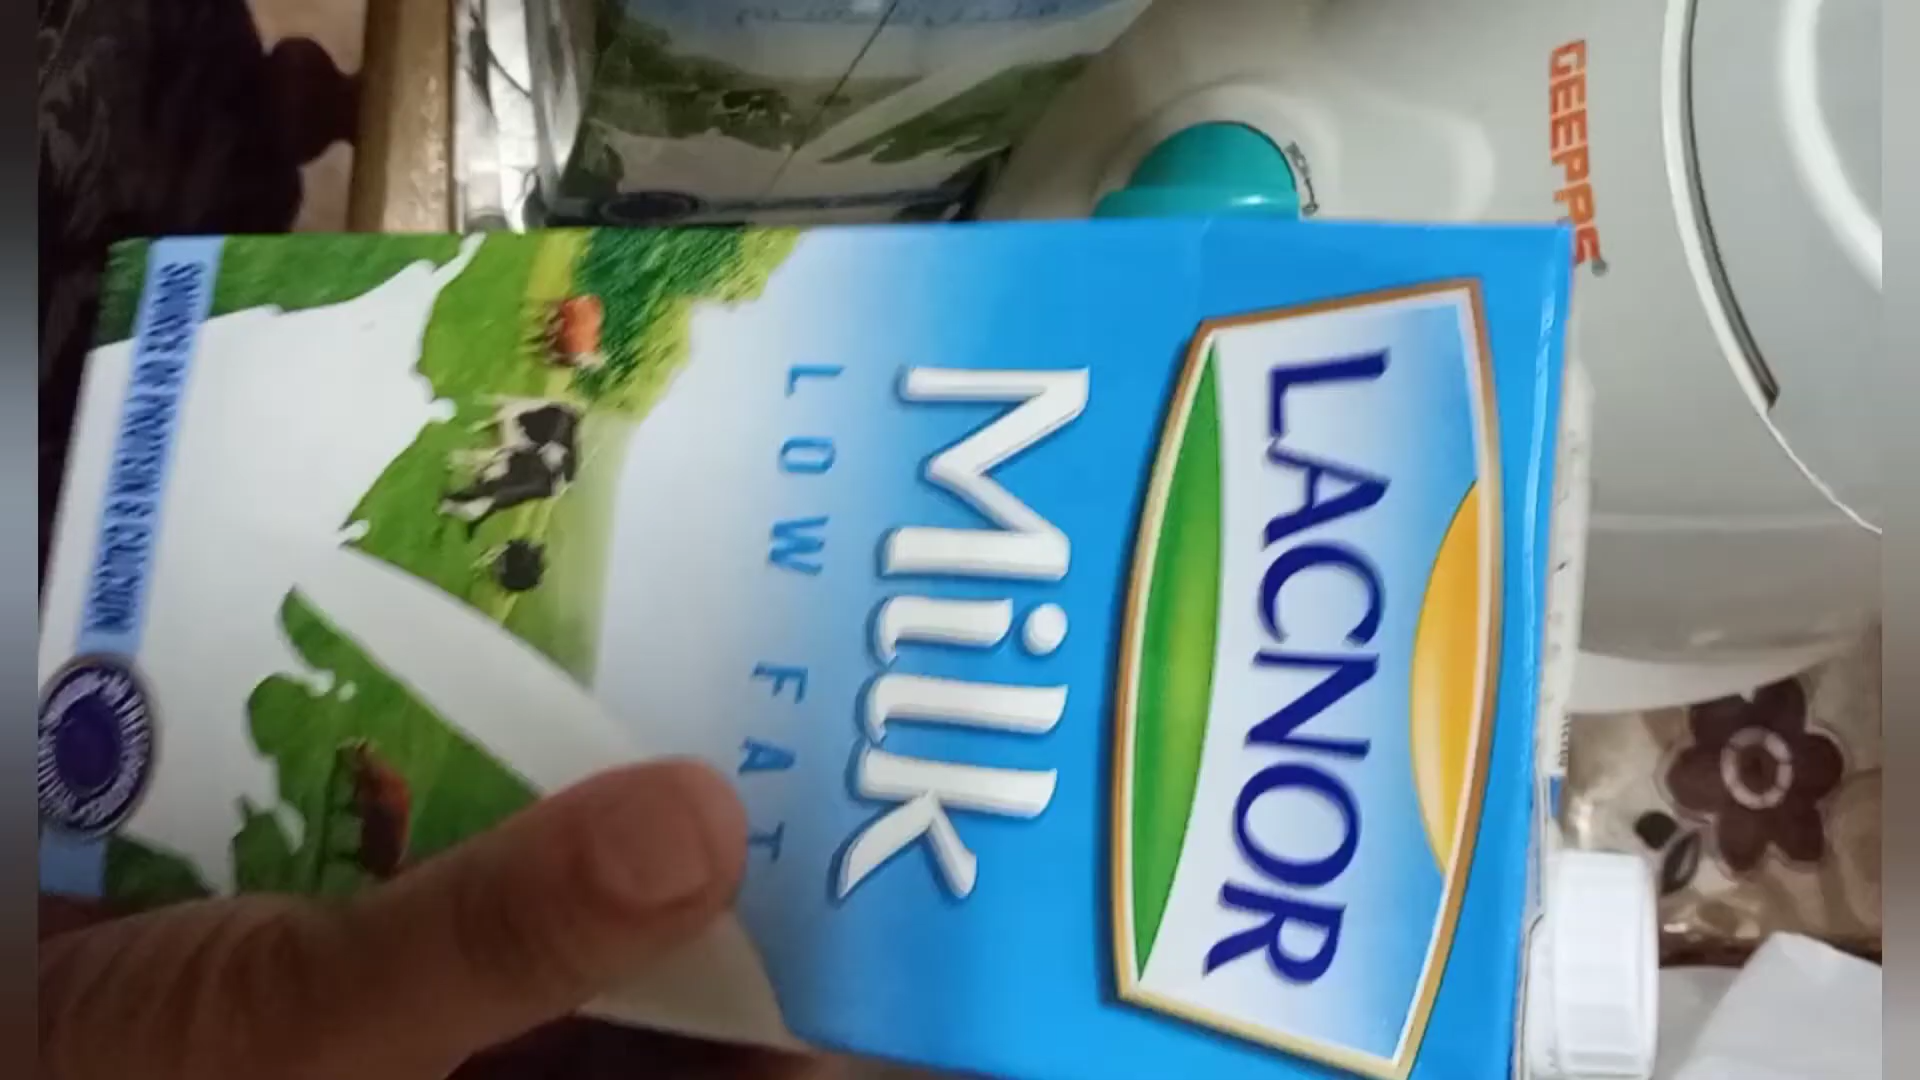 LACNOR
Milk
LOW FAT
SOURCE OF PROTEIN & CALCIUM
GEEPAS